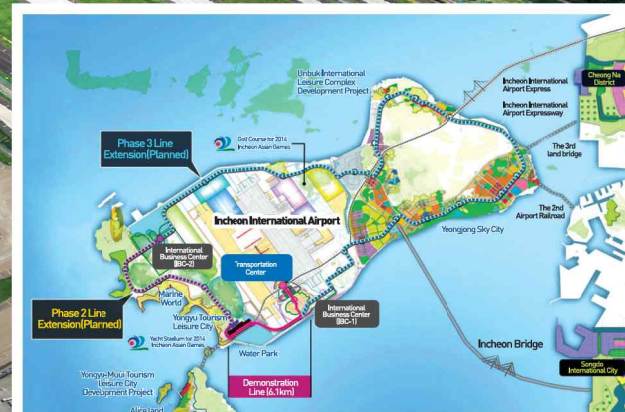 Unbuk International
Leisure Complex
Development Project
Incheon International
Airport Express
Cheong Na
District
Incheon International
Airport Expressway
Phase 3 Line
Extension(Planned)
Golf Course for 2014
Incheon Asian Games
The 3rd
land bridge
Incheon International Airport
The 2nd
Airport Railroad
Yeongjong Sky City
International
Business Center
(IBC-2)
Transportation
Center
Marine
World
International
Business Center
(IBC-1)
Phase 2 Line
Extension(Planned)
Yongyu Tourism
Leisure City
Yacht Stadium for 2014
Incheon Asian Games
Water Park
Incheon Bridge
Songdo
International City
Yongyu-Muui Tourism
Leisure City
Development Project
Demonstration
Line (6.1km)
Alice land